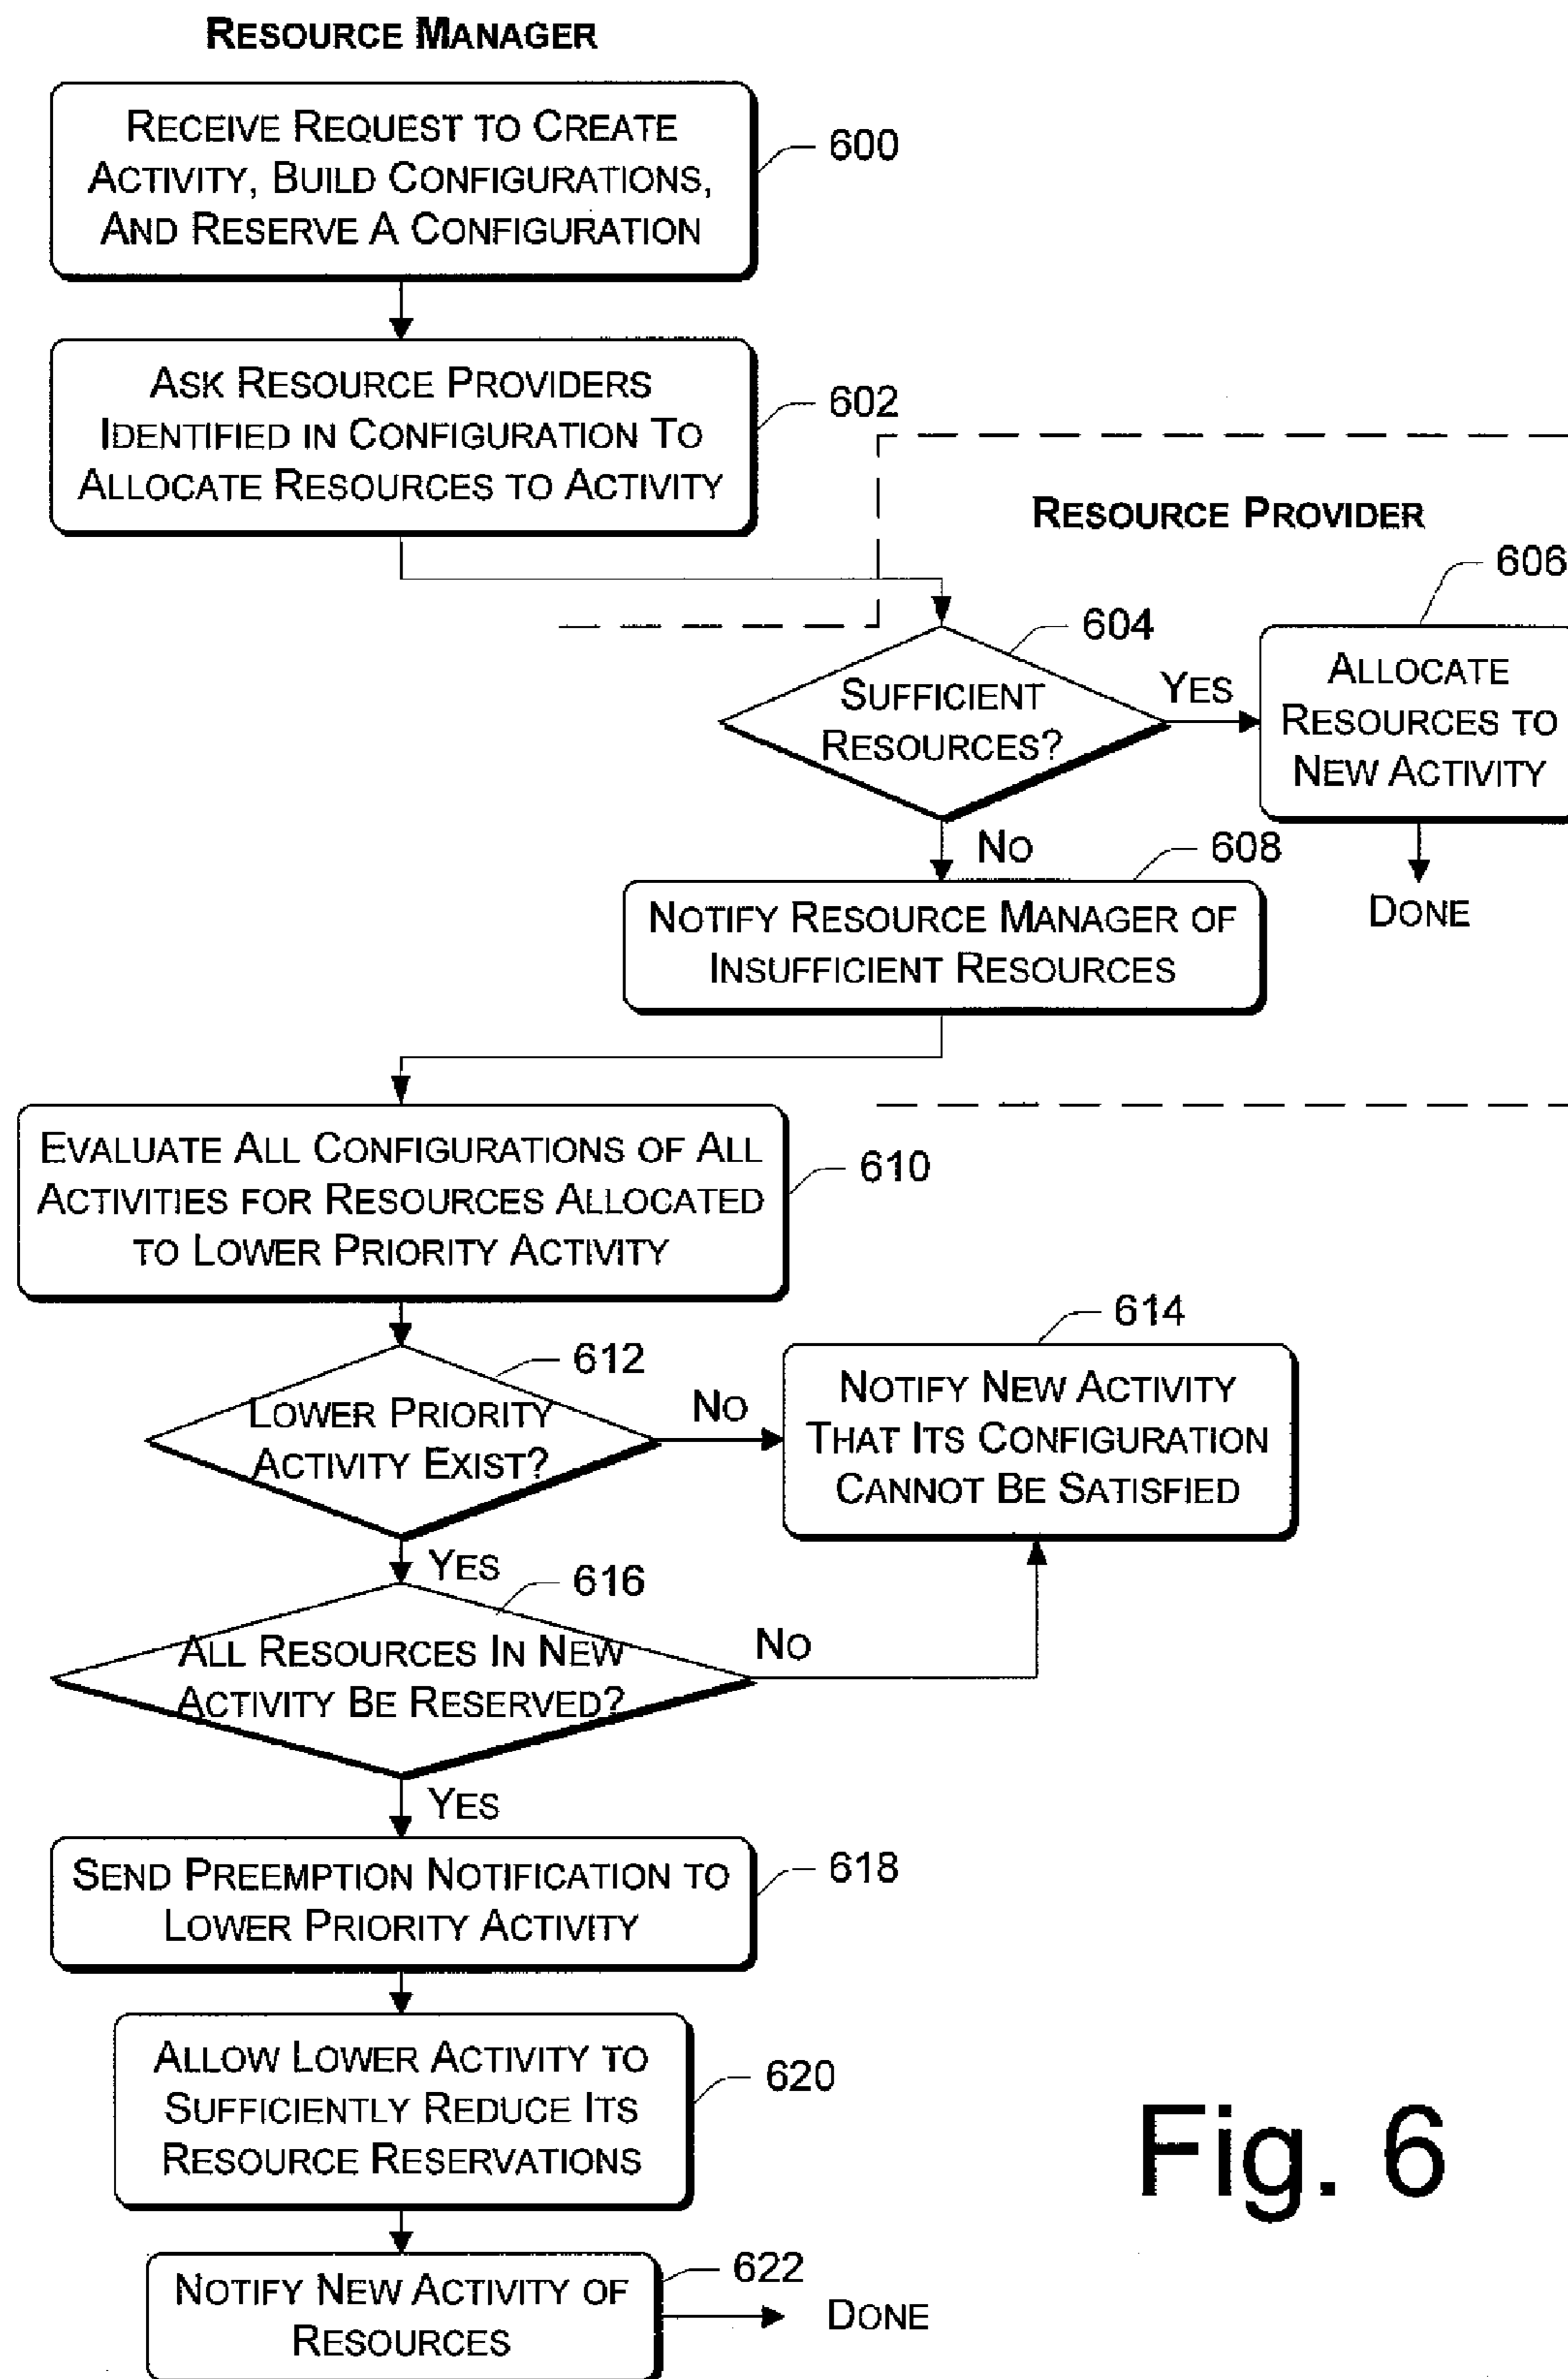 RESOURCE MANAGER
RECEIVE REQUEST TO CREATE
ACTIVITY, BUILD CONFIGURATIONS,
AND RESERVE A CONFIGURATION
600
ASK RESOURCE PROVIDERS
IDENTIFIED IN CONFIGURATION TO
ALLOCATE RESOURCES TO ACTIVITY
602
RESOURCE PROVIDER
606
604
SUFFICIENT
RESOURCES?
YES
ALLOCATE
RESOURCES TO
NEW ACTIVITY
NO
608
DONE
NOTIFY RESOURCE MANAGER OF
INSUFFICIENT RESOURCES
EVALUATE ALL CONFIGURATIONS OF ALL
ACTIVITIES FOR RESOURCES ALLOCATED
TO LOWER PRIORITY ACTIVITY
610
614
612
LOWER PRIORITY
ACTIVITY EXIST?
NO
NOTIFY NEW ACTIVITY
THAT ITS CONFIGURATION
CANNOT BE SATISFIED
YES
616
ALL RESOURCES IN NEW
ACTIVITY BE RESERVED?
NO
YES
SEND PREEMPTION NOTIFICATION TO
LOWER PRIORITY ACTIVITY
618
ALLOW LOWER ACTIVITY TO
SUFFICIENTLY REDUCE ITS
RESOURCE RESERVATIONS
620
Fig. 6
NOTIFY NEW ACTIVITY OF
RESOURCES
622
DONE